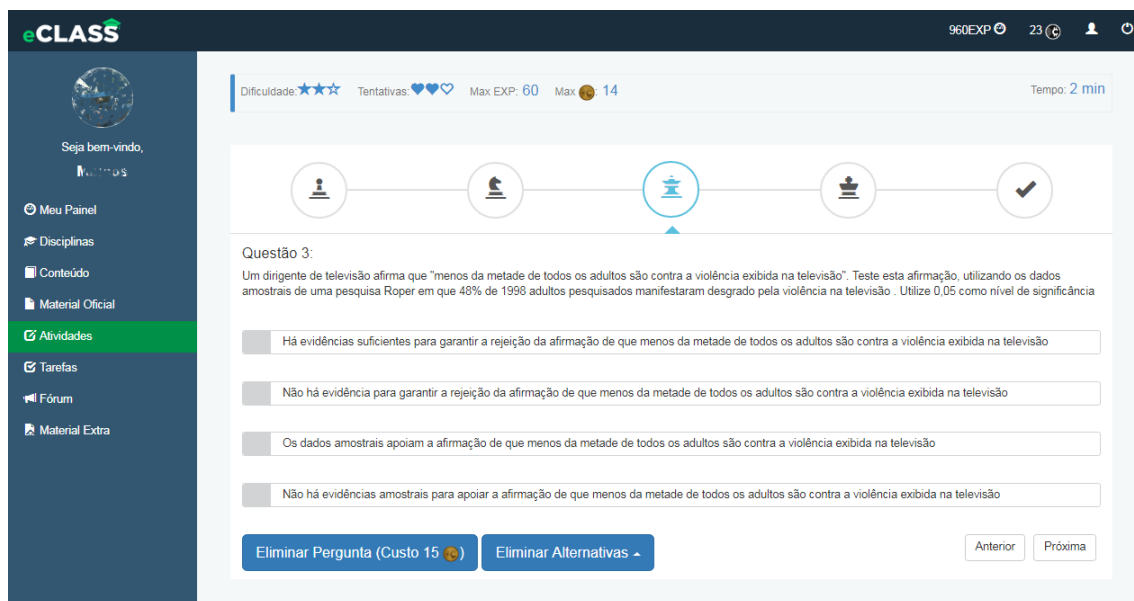 eCLASS
960EXP
23
Seja bem-vindo,
Dificuldade: Tentativas: Max EXP: 60 Max : 14
Tempo: 2 min
Meu Painel
Disciplinas
Conteúdo
Material Oficial
Atividades
Tarefas
Fórum
Material Extra
Questão 3:
Um dirigente de televisão afirma que "menos da metade de todos os adultos são contra a violência exibida na televisão". Teste esta afirmação, utilizando os dados
amostrais de uma pesquisa Roper em que 48% de 1998 adultos pesquisados manifestaram desgrado pela violência na televisão . Utilize 0,05 como nível de significância
Há evidências suficientes para garantir a rejeição da afirmação de que menos da metade de todos os adultos são contra a violência exibida na televisão
Não há evidência para garantir a rejeição da afirmação de que menos da metade de todos os adultos são contra a violência exibida na televisão
Os dados amostrais apoiam a afirmação de que menos da metade de todos os adultos são contra a violência exibida na televisão
Não há evidências amostrais para apoiar a afirmação de que menos da metade de todos os adultos são contra a violência exibida na televisão
Eliminar Pergunta (Custo 15 )
Eliminar Alternativas
Anterior
Próxima